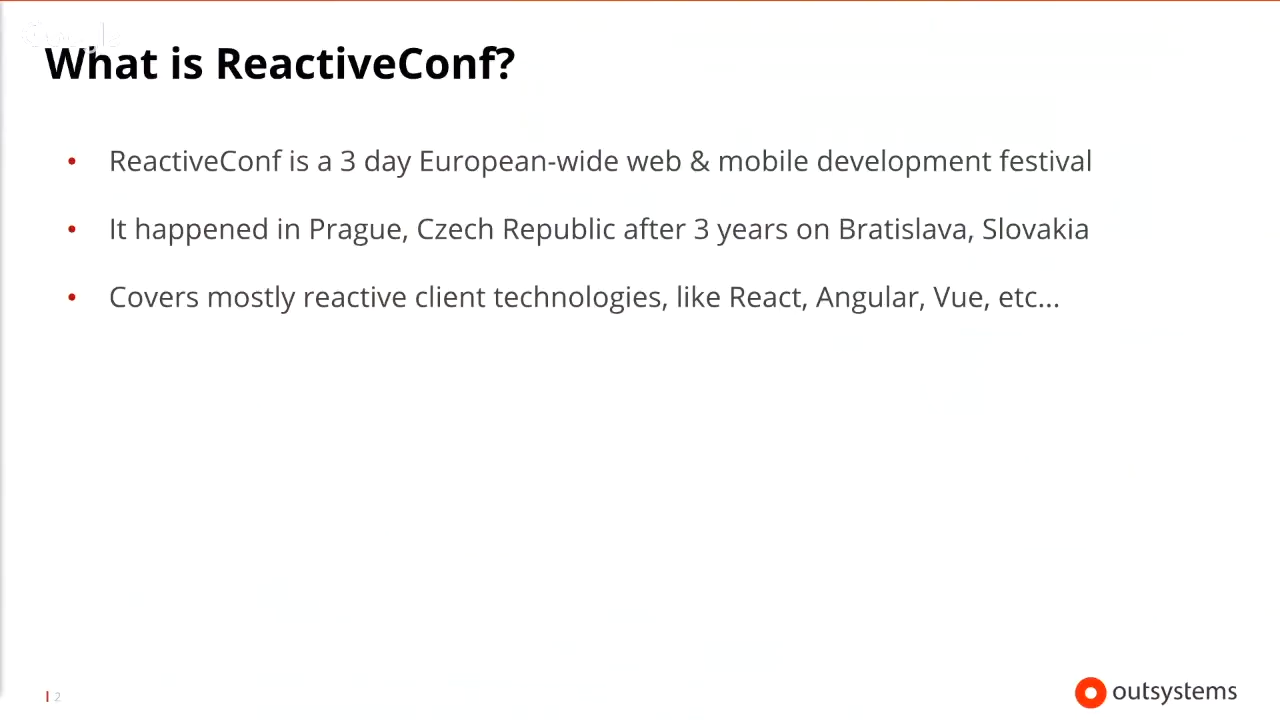 What is ReactiveConf?
• ReactiveConf is a 3 day European-wide web & mobile development festival
• It happened in Prague, Czech Republic after 3 years on Bratislava, Slovakia
• Covers mostly reactive client technologies, like React, Angular, Vue, etc...
2
outsystems